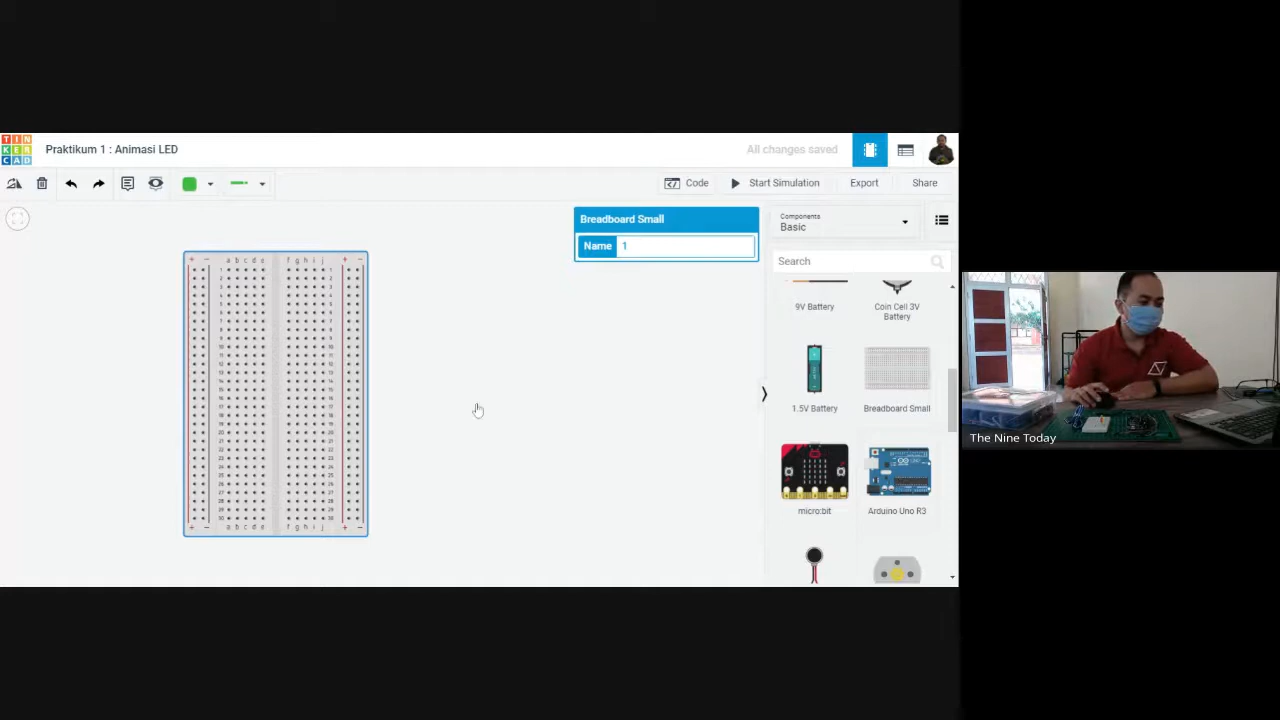 TIN
KER
CAD
Praktikum 1 : Animasi LED
All changes saved
Code
Start Simulation
Export
Share
Breadboard Small
Name 1
Components
Basic
Search
9V Battery
Coin Cell 3V
Battery
1.5V Battery
Breadboard Small
micro:bit
Arduino Uno R3
+ − a b c d e f g h i j + −
+ − a b c d e f g h i j + −
The Nine Today